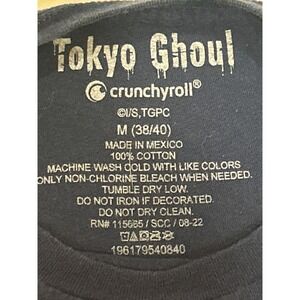 Tokyo Ghoul
crunchyroll®
©I/S,TGPC
M (38/40)
MADE IN MEXICO
100% COTTON
MACHINE WASH COLD WITH LIKE COLORS
ONLY NON-CHLORINE BLEACH WHEN NEEDED.
TUMBLE DRY LOW.
DO NOT IRON IF DECORATED.
DO NOT DRY CLEAN.
RN# 115685 / SCC / 08-22
196179540840